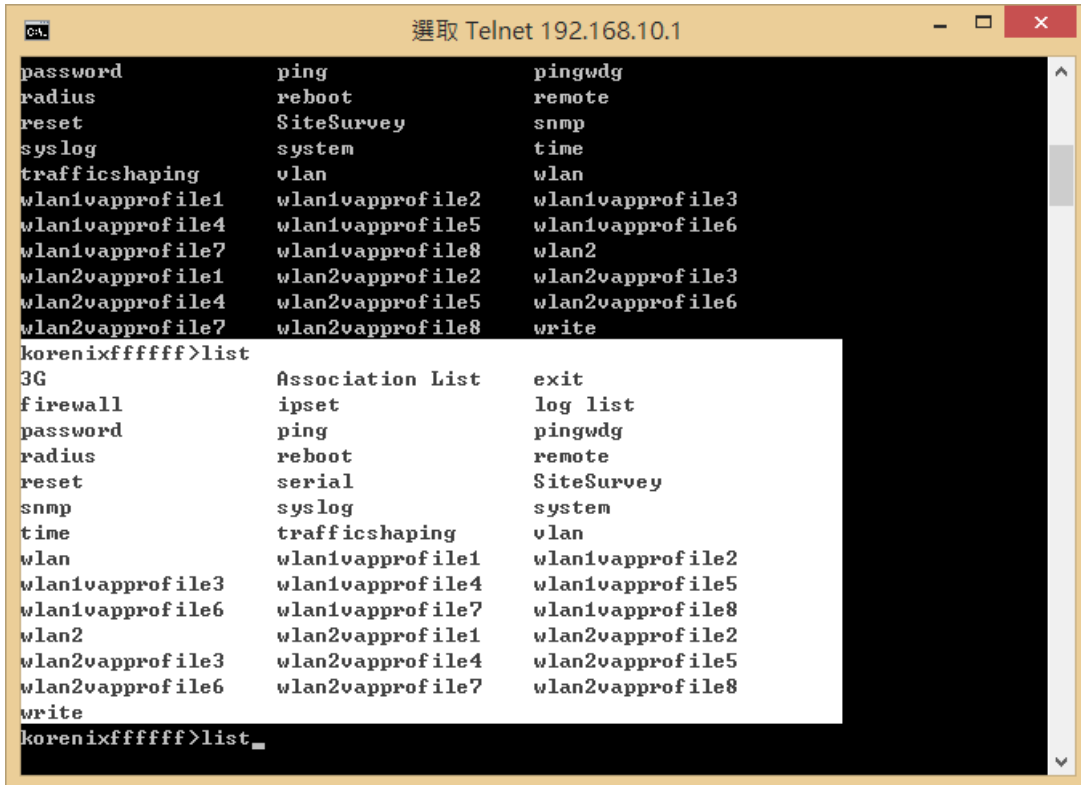 選取 Telnet 192.168.10.1
password ping pingwdg
radius reboot remote
reset SiteSurvey snmp
syslog system time
trafficshaping vlan wlan
wlan1vapprofile1 wlan1vapprofile2 wlan1vapprofile3
wlan1vapprofile4 wlan1vapprofile5 wlan1vapprofile6
wlan1vapprofile7 wlan1vapprofile8 wlan2
wlan2vapprofile1 wlan2vapprofile2 wlan2vapprofile3
wlan2vapprofile4 wlan2vapprofile5 wlan2vapprofile6
wlan2vapprofile7 wlan2vapprofile8 write
korenixffffff>list
3G Association List exit
firewall ipset log list
password ping pingwdg
radius reboot remote
reset serial SiteSurvey
snmp syslog system
time trafficshaping vlan
wlan wlan1vapprofile1 wlan1vapprofile2
wlan1vapprofile3 wlan1vapprofile4 wlan1vapprofile5
wlan1vapprofile6 wlan1vapprofile7 wlan1vapprofile8
wlan2 wlan2vapprofile1 wlan2vapprofile2
wlan2vapprofile3 wlan2vapprofile4 wlan2vapprofile5
wlan2vapprofile6 wlan2vapprofile7 wlan2vapprofile8
write
korenixffffff>list